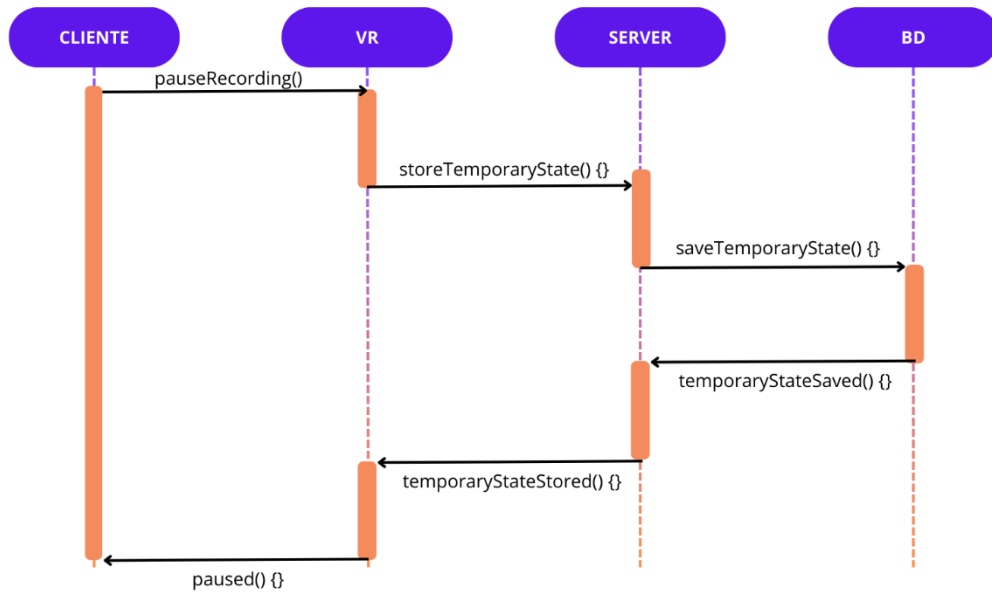 CLIENTE
VR
SERVER
BD
pauseRecording()
storeTemporaryState() {}
saveTemporaryState() {}
temporaryStateSaved() {}
temporaryStateStored() {}
paused() {}